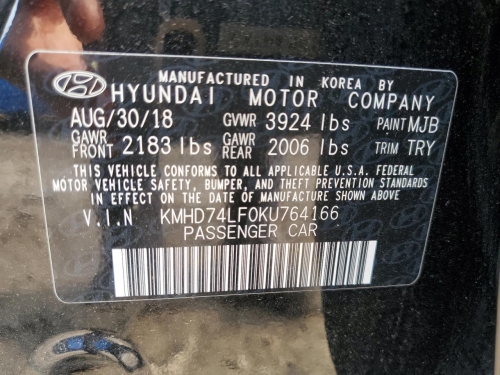 MANUFACTURED IN KOREA BY
HYUNDAI MOTOR COMPANY
AUG/30/18 GVWR 3924 lbs PAINT MJB
GAWR FRONT 2183 lbs GAWR REAR 2006 lbs TRIM TRY
THIS VEHICLE CONFORMS TO ALL APPLICABLE U.S.A. FEDERAL
MOTOR VEHICLE SAFETY, BUMPER, AND THEFT PREVENTION STANDARDS
IN EFFECT ON THE DATE OF MANUFACTURE SHOWN ABOVE.
V.I.N KMHD74LF0KU764166
PASSENGER CAR